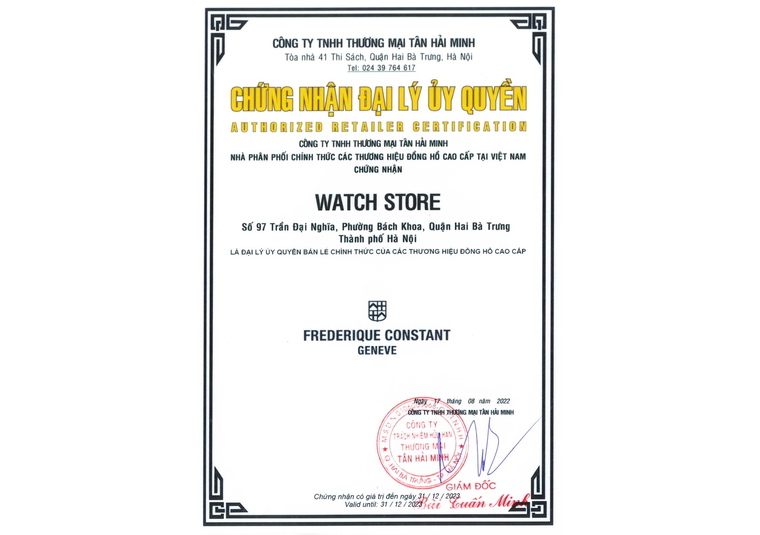 CÔNG TY TNHH THƯƠNG MẠI TÂN HẢI MINH
Tòa nhà 41 Thi Sách, Quận Hai Bà Trưng, Hà Nội
Tel: 024 39 764 617
CHỨNG NHẬN ĐẠI LÝ ỦY QUYỀN
AUTHORIZED RETAILER CERTIFICATION
CÔNG TY TNHH THƯƠNG MẠI TÂN HẢI MINH
NHÀ PHÂN PHỐI CHÍNH THỨC CÁC THƯƠNG HIỆU ĐỒNG HỒ CAO CẤP TẠI VIỆT NAM
CHỨNG NHẬN
WATCH STORE
Số 97 Trần Đại Nghĩa, Phường Bách Khoa, Quận Hai Bà Trưng
Thành phố Hà Nội
LÀ ĐẠI LÝ ỦY QUYỀN BÁN LẺ CHÍNH THỨC CỦA CÁC THƯƠNG HIỆU ĐỒNG HỒ CAO CẤP
FREDERIQUE CONSTANT
GENEVE
Ngày 17 tháng 08 năm 2022
CÔNG TY TNHH THƯƠNG MẠI TÂN HẢI MINH
CÔNG TY
TRÁCH NHIỆM HỮU HẠN
THƯƠNG MẠI
TÂN HẢI MINH
Q. HAI BÀ TRƯNG - TP. HÀ NỘI
GIÁM ĐỐC
Bùi Tuấn Minh
Chứng nhận có giá trị đến ngày 31 / 12 / 2023
Valid until: 31 / 12 / 2023